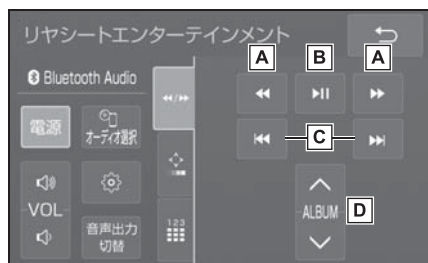 リヤシートエンターテインメント
A B A
Bluetooth Audio
電源
オーディオ選択
C
VOL
ALBUM D
音声出力
切替
123